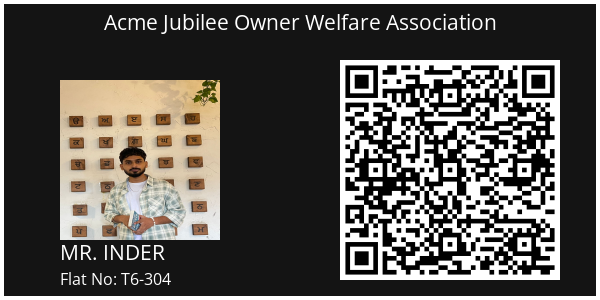 Acme Jubilee Owner Welfare Association
MR. INDER
Flat No: T6-304